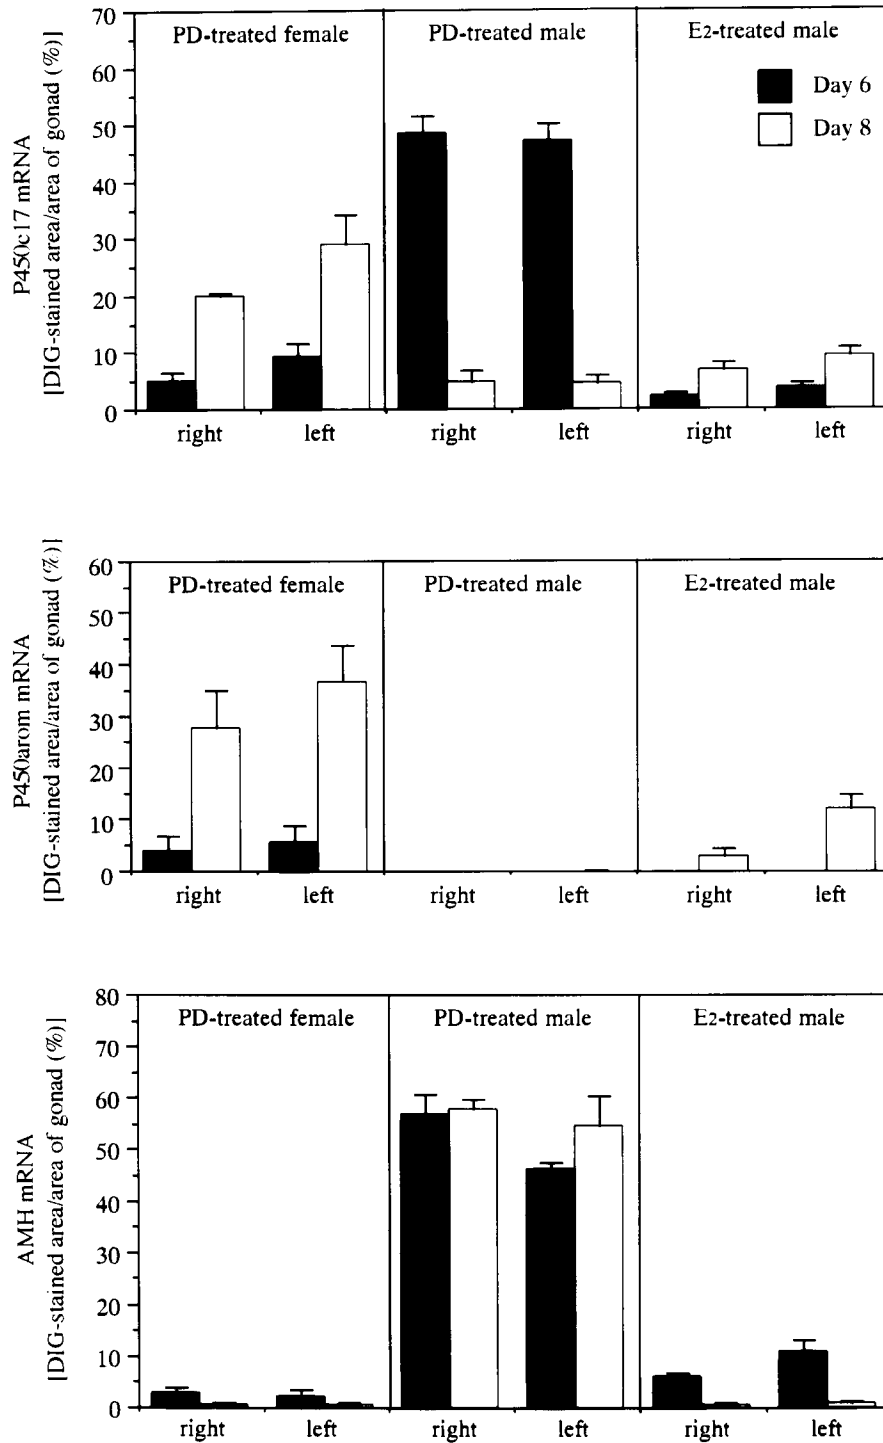 PD-treated female
PD-treated male
E2-treated male
Day 6
Day 8
P450c17 mRNA
[DIG-stained area/area of gonad (%)]
70
60
50
40
30
20
10
0
right
left
right
left
right
left
PD-treated female
PD-treated male
E2-treated male
P450arom mRNA
[DIG-stained area/area of gonad (%)]
60
50
40
30
20
10
0
right
left
right
left
right
left
PD-treated female
PD-treated male
E2-treated male
AMH mRNA
[DIG-stained area/area of gonad (%)]
80
70
60
50
40
30
20
10
0
right
left
right
left
right
left